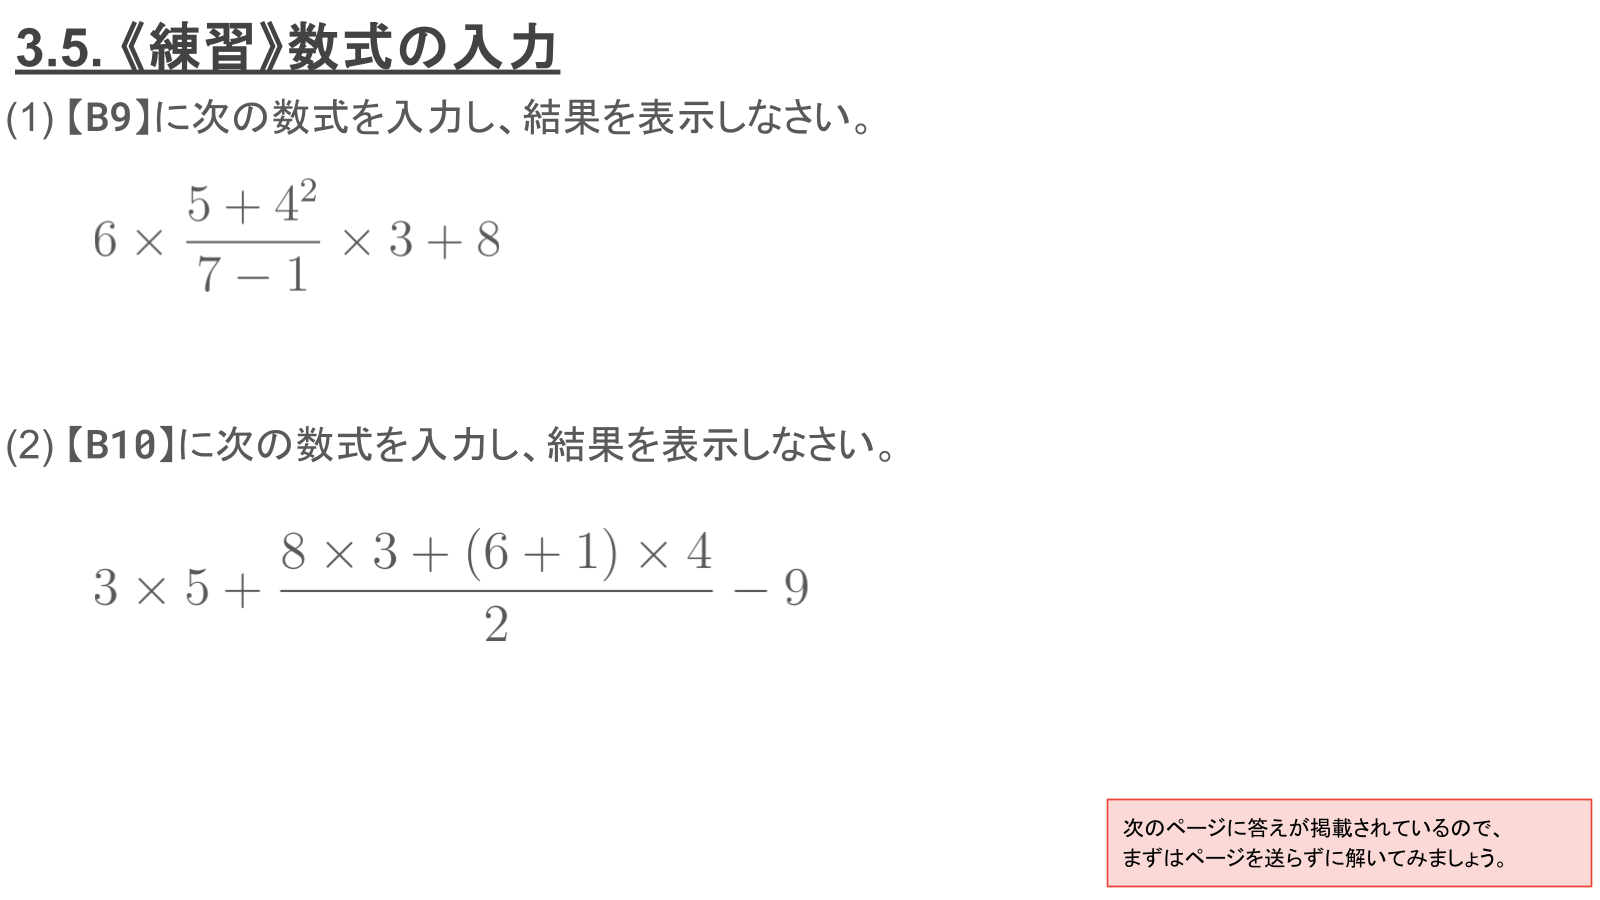 3.5.《練習》数式の入力
(1)【B9】に次の数式を入力し、結果を表示しなさい。
6 × \frac{5 + 4^2}{7 − 1} × 3 + 8
(2)【B10】に次の数式を入力し、結果を表示しなさい。
3 × 5 + \frac{8 × 3 + (6 + 1) × 4}{2} − 9
次のページに答えが掲載されているので、
まずはページを送らずに解いてみましょう。